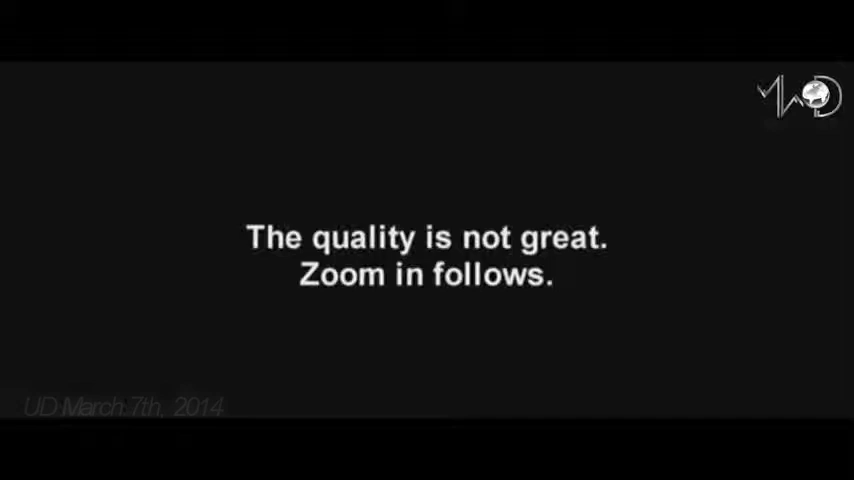 The quality is not great.
Zoom in follows.
UD March 7th, 2014